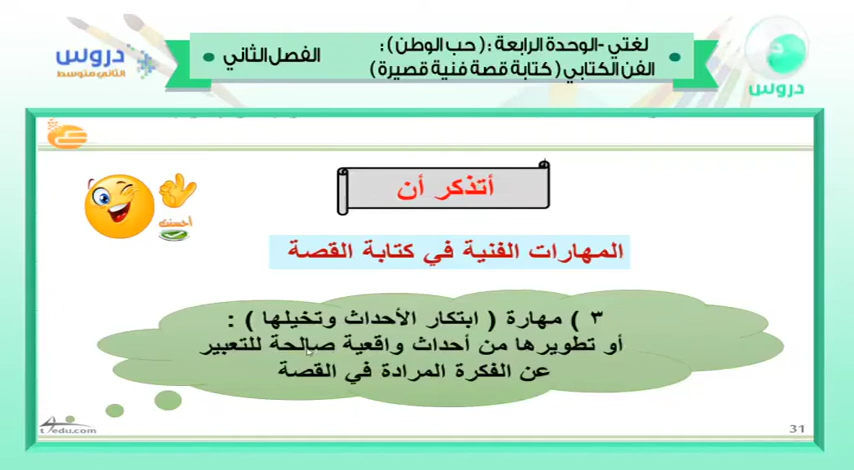 لغتي -الوحدة الرابعة : ( حب الوطن ) :
الفن الكتابي ( كتابة قصة فنية قصيرة )
الفصل الثاني
دروس
الثاني متوسط
دروس
أتذكر أن
أحسنت
المهارات الفنية في كتابة القصة
٣ ) مهارة ( ابتكار الأحداث وتخيلها ) :
أو تطويرها من أحداث واقعية صالحة للتعبير
عن الفكرة المرادة في القصة
31